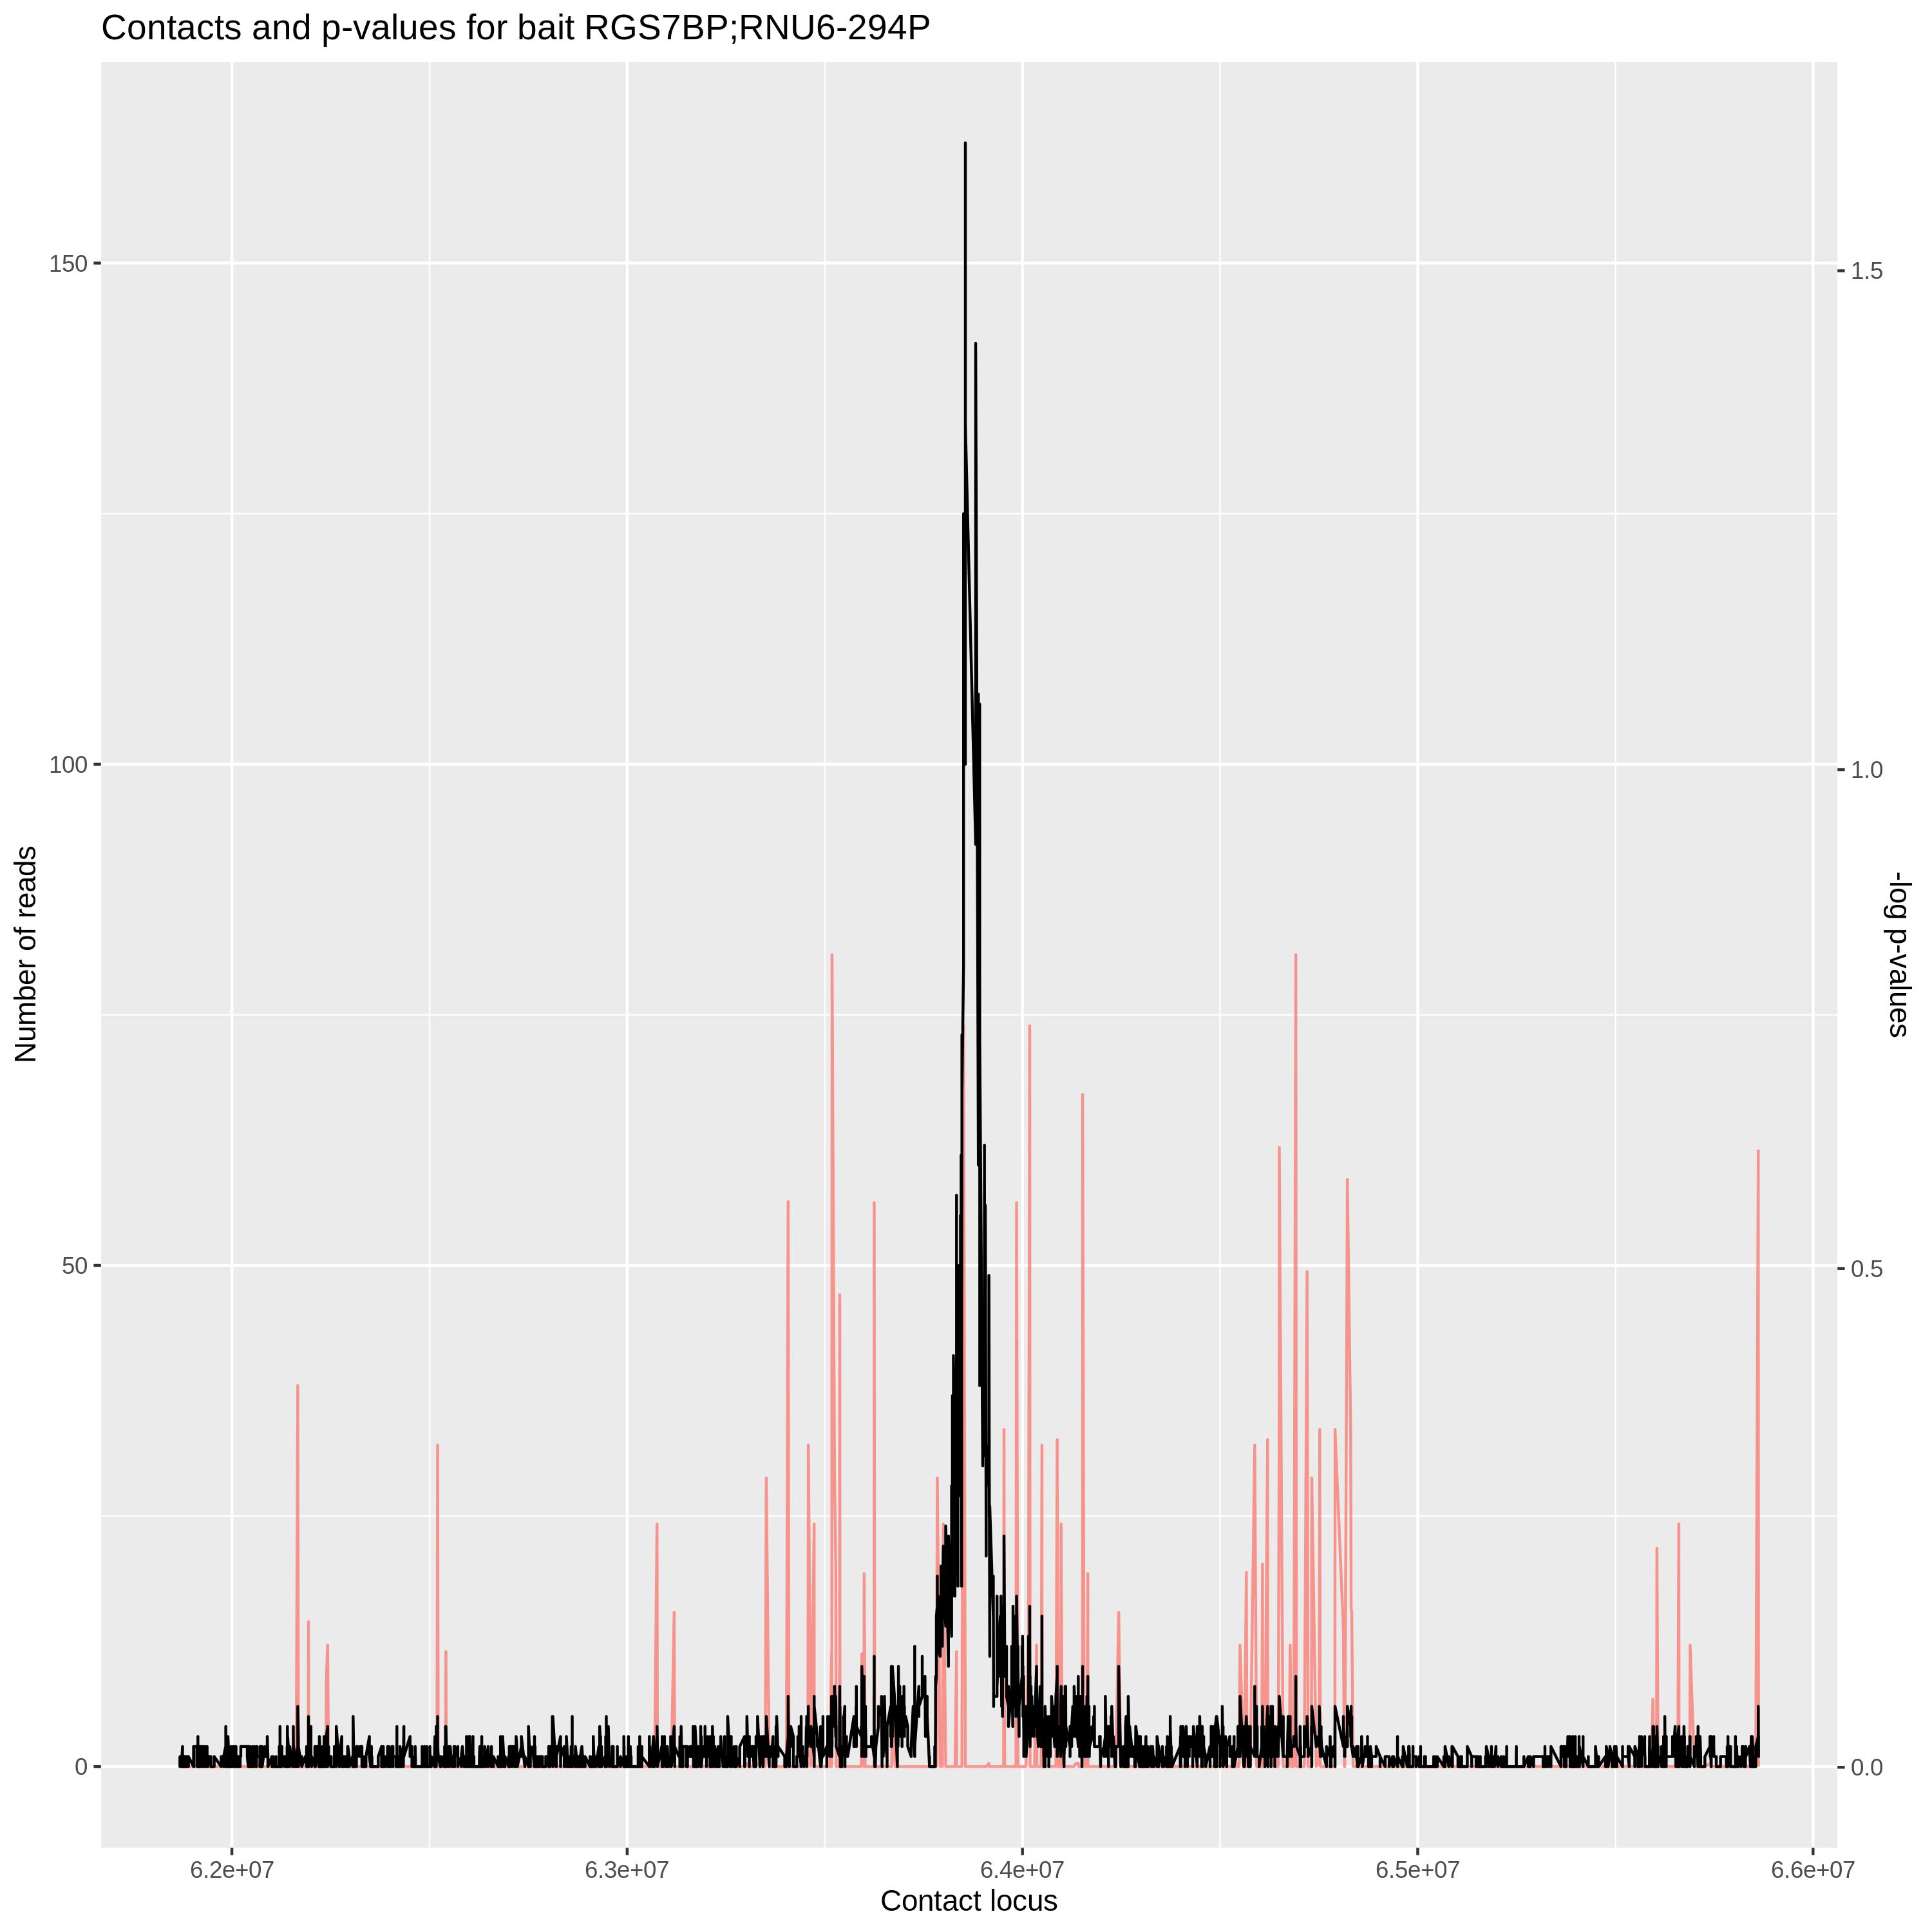 Contacts and p-values for bait RGS7BP;RNU6-294P
150
100
50
0
Number of reads
1.5
1.0
0.5
0.0
-log p-values
6.2e+07
6.3e+07
6.4e+07
6.5e+07
6.6e+07
Contact locus